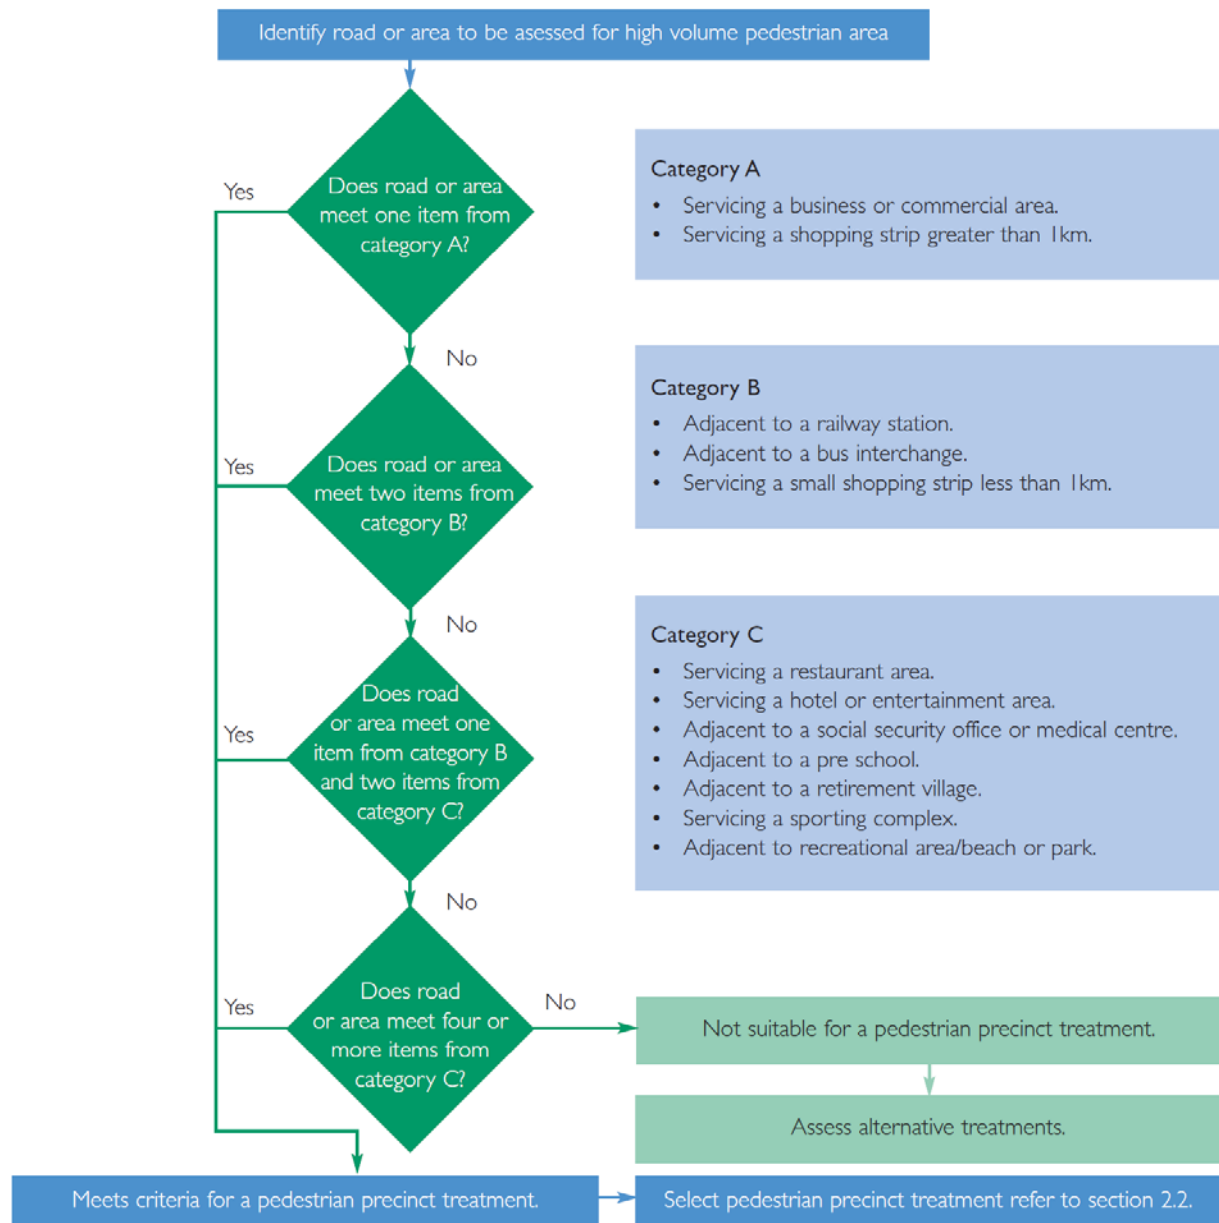 Identify road or area to be asessed for high volume pedestrian area
Yes
Does road or area
meet one item from
category A?
No
Category A
• Servicing a business or commercial area.
• Servicing a shopping strip greater than 1km.
Yes
Does road or area
meet two items from
category B?
No
Category B
• Adjacent to a railway station.
• Adjacent to a bus interchange.
• Servicing a small shopping strip less than 1km.
Yes
Does road
or area meet one
item from category B
and two items from
category C?
No
Category C
• Servicing a restaurant area.
• Servicing a hotel or entertainment area.
• Adjacent to a social security office or medical centre.
• Adjacent to a pre school.
• Adjacent to a retirement village.
• Servicing a sporting complex.
• Adjacent to recreational area/beach or park.
Yes
Does road
or area meet four or
more items from
category C?
No
Not suitable for a pedestrian precinct treatment.
Assess alternative treatments.
Meets criteria for a pedestrian precinct treatment.
Select pedestrian precinct treatment refer to section 2.2.